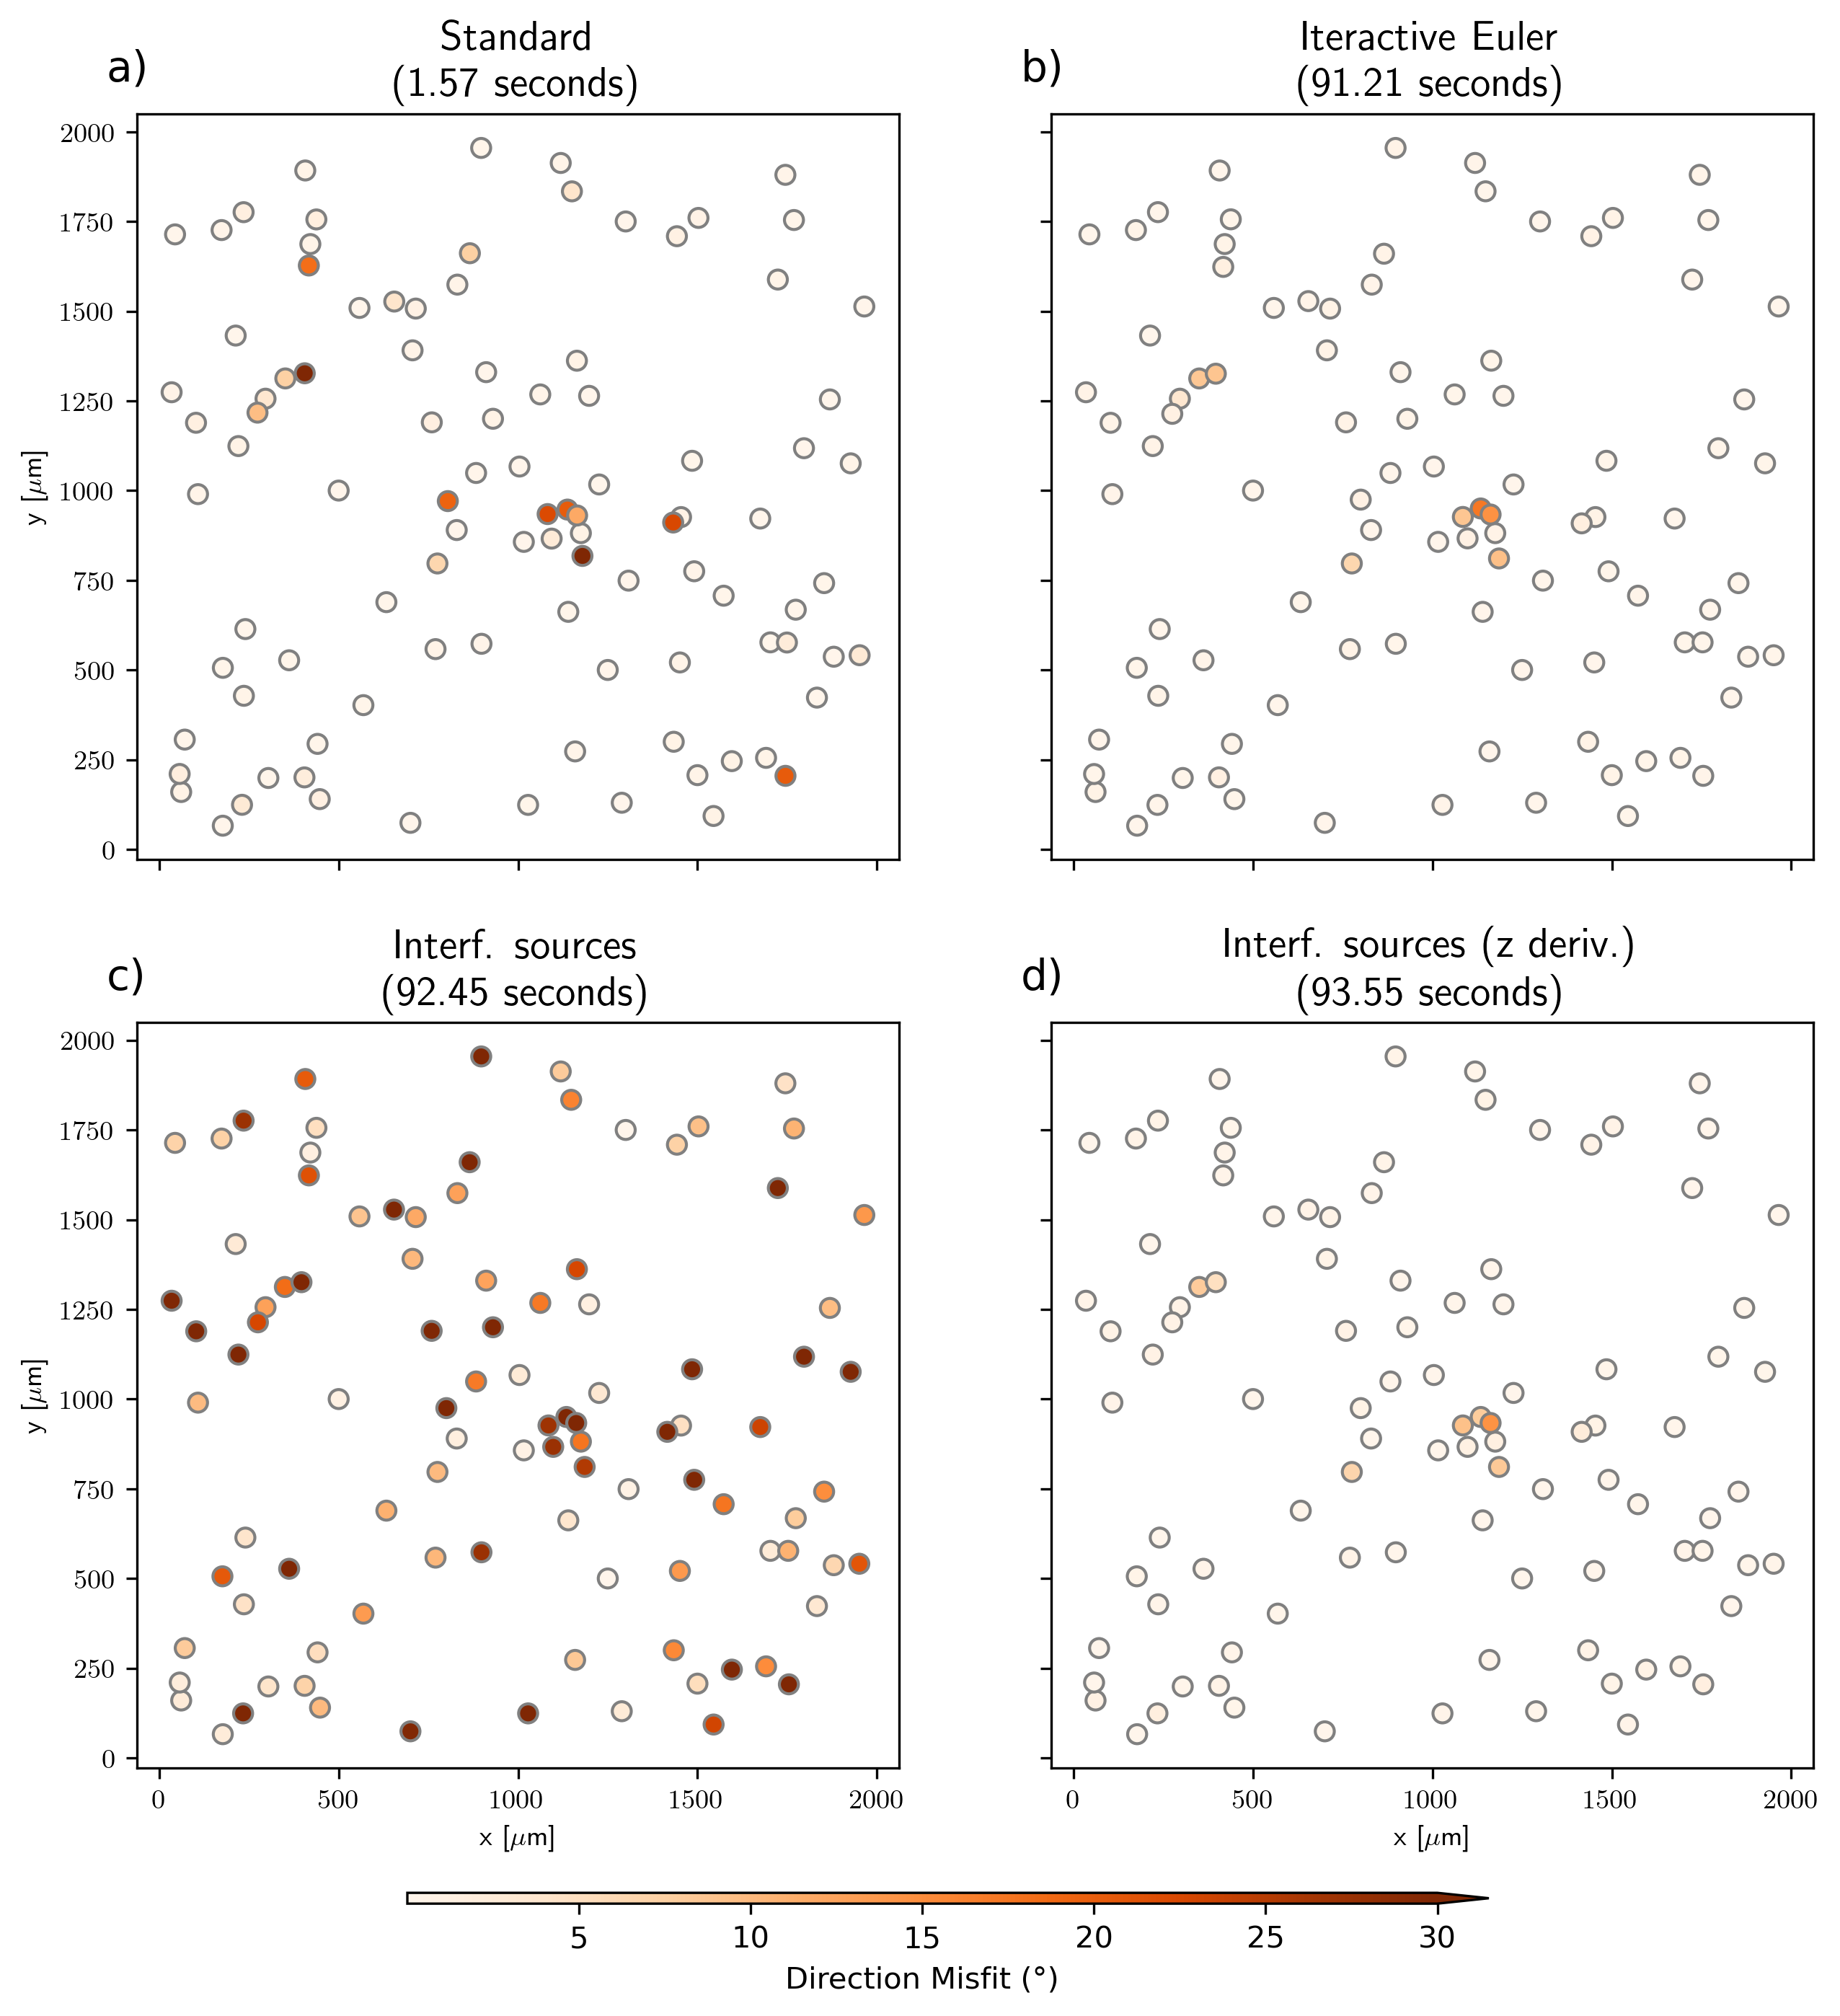 a)
Standard
(1.57 seconds)
b)
Iteractive Euler
(91.21 seconds)
2000
1750
1500
1250
1000
750
500
250
0
y [μm]
c)
Interf. sources
(92.45 seconds)
d)
Interf. sources (z deriv.)
(93.55 seconds)
2000
1750
1500
1250
1000
750
500
250
0
y [μm]
0 500 1000 1500 2000
x [μm]
0 500 1000 1500 2000
x [μm]
5 10 15 20 25 30
Direction Misfit (°)